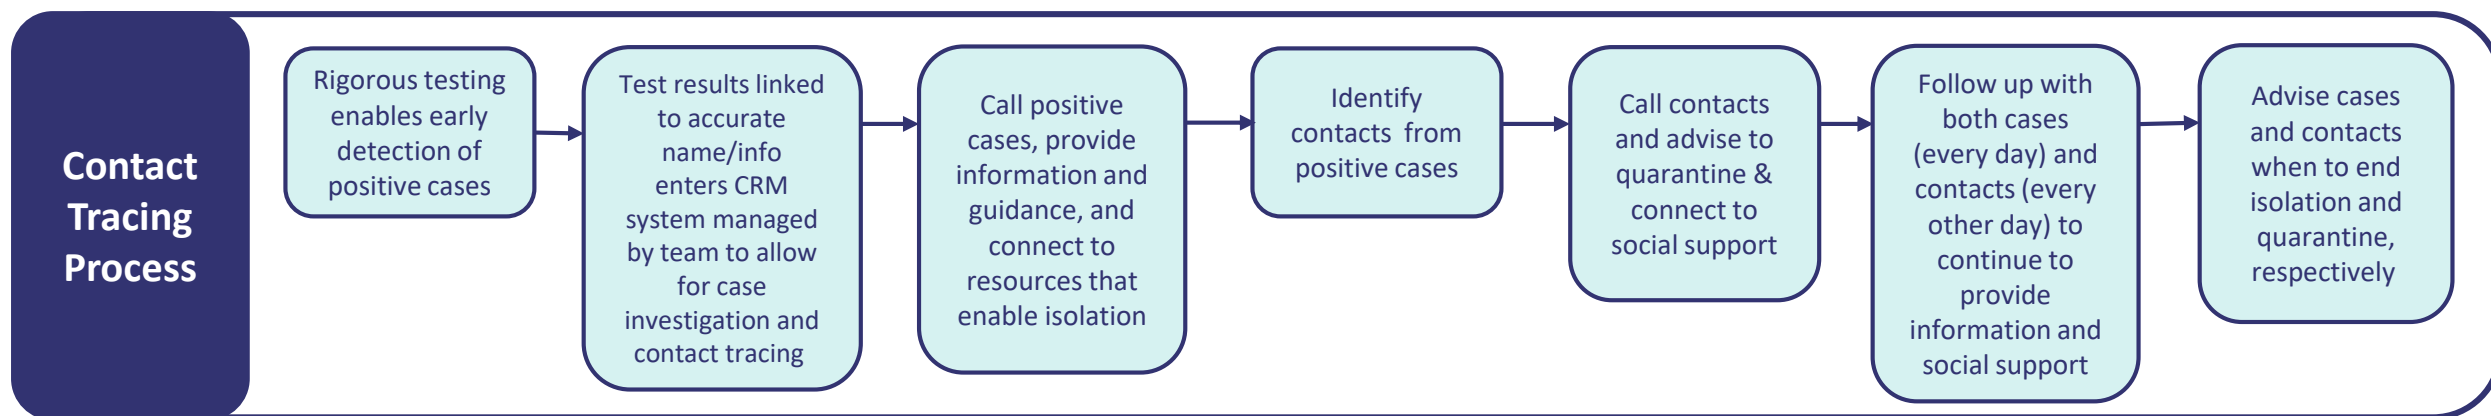 Contact
Tracing
Process
Rigorous testing
enables early
detection of
positive cases
Test results linked
to accurate
name/info
enters CRM
system managed
by team to allow
for case
investigation and
contact tracing
Call positive
cases, provide
information and
guidance, and
connect to
resources that
enable isolation
Identify
contacts from
positive cases
Call contacts
and advise to
quarantine &
connect to
social support
Follow up with
both cases
(every day) and
contacts (every
other day) to
continue to
provide
information and
social support
Advise cases
and contacts
when to end
isolation and
quarantine,
respectively